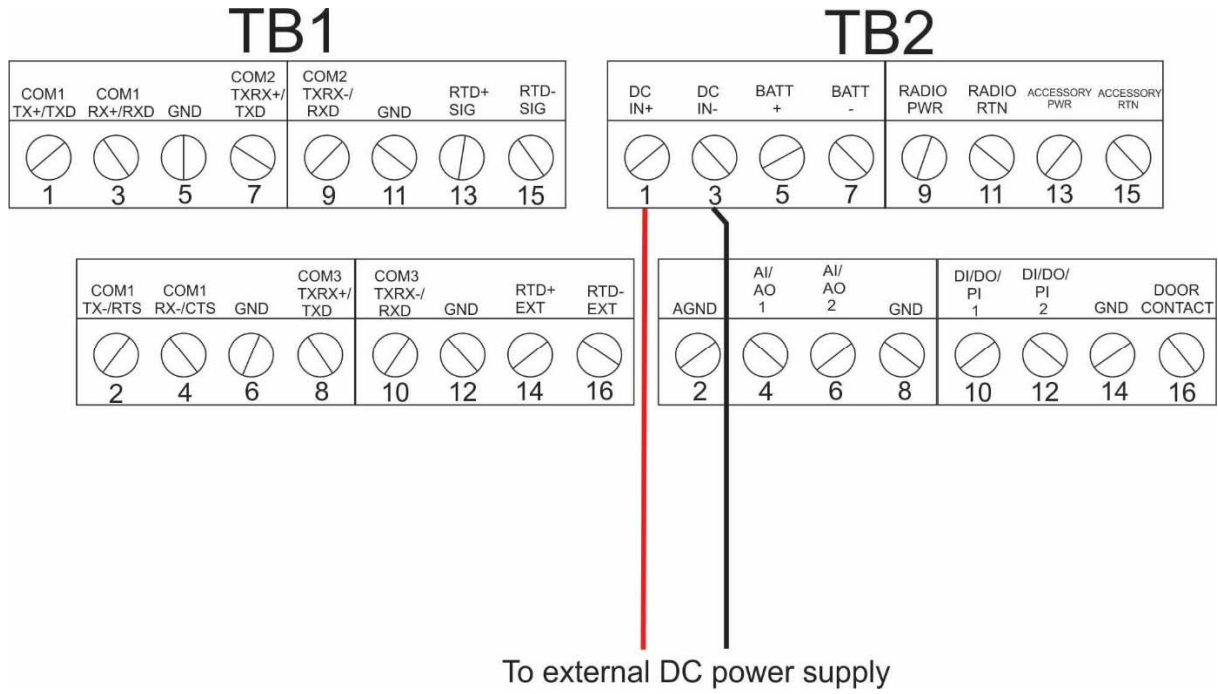 TB1
TB2
COM1
TX+/TXD
COM1
RX+/RXD
GND
COM2
TXRX+/
TXD
COM2
TXRX-/
RXD
GND
RTD+
SIG
RTD-
SIG
1 3 5 7 9 11 13 15
DC
IN+
DC
IN-
BATT
+
BATT
-
RADIO
PWR
RADIO
RTN
ACCESSORY
PWR
ACCESSORY
RTN
1 3 5 7 9 11 13 15
COM1
TX-/RTS
COM1
RX-/CTS
GND
COM3
TXRX+/
TXD
COM3
TXRX-/
RXD
GND
RTD+
EXT
RTD-
EXT
2 4 6 8 10 12 14 16
AGND
AI/
AO
1
AI/
AO
2
GND
DI/DO/
PI
1
DI/DO/
PI
2
GND
DOOR
CONTACT
2 4 6 8 10 12 14 16
To external DC power supply